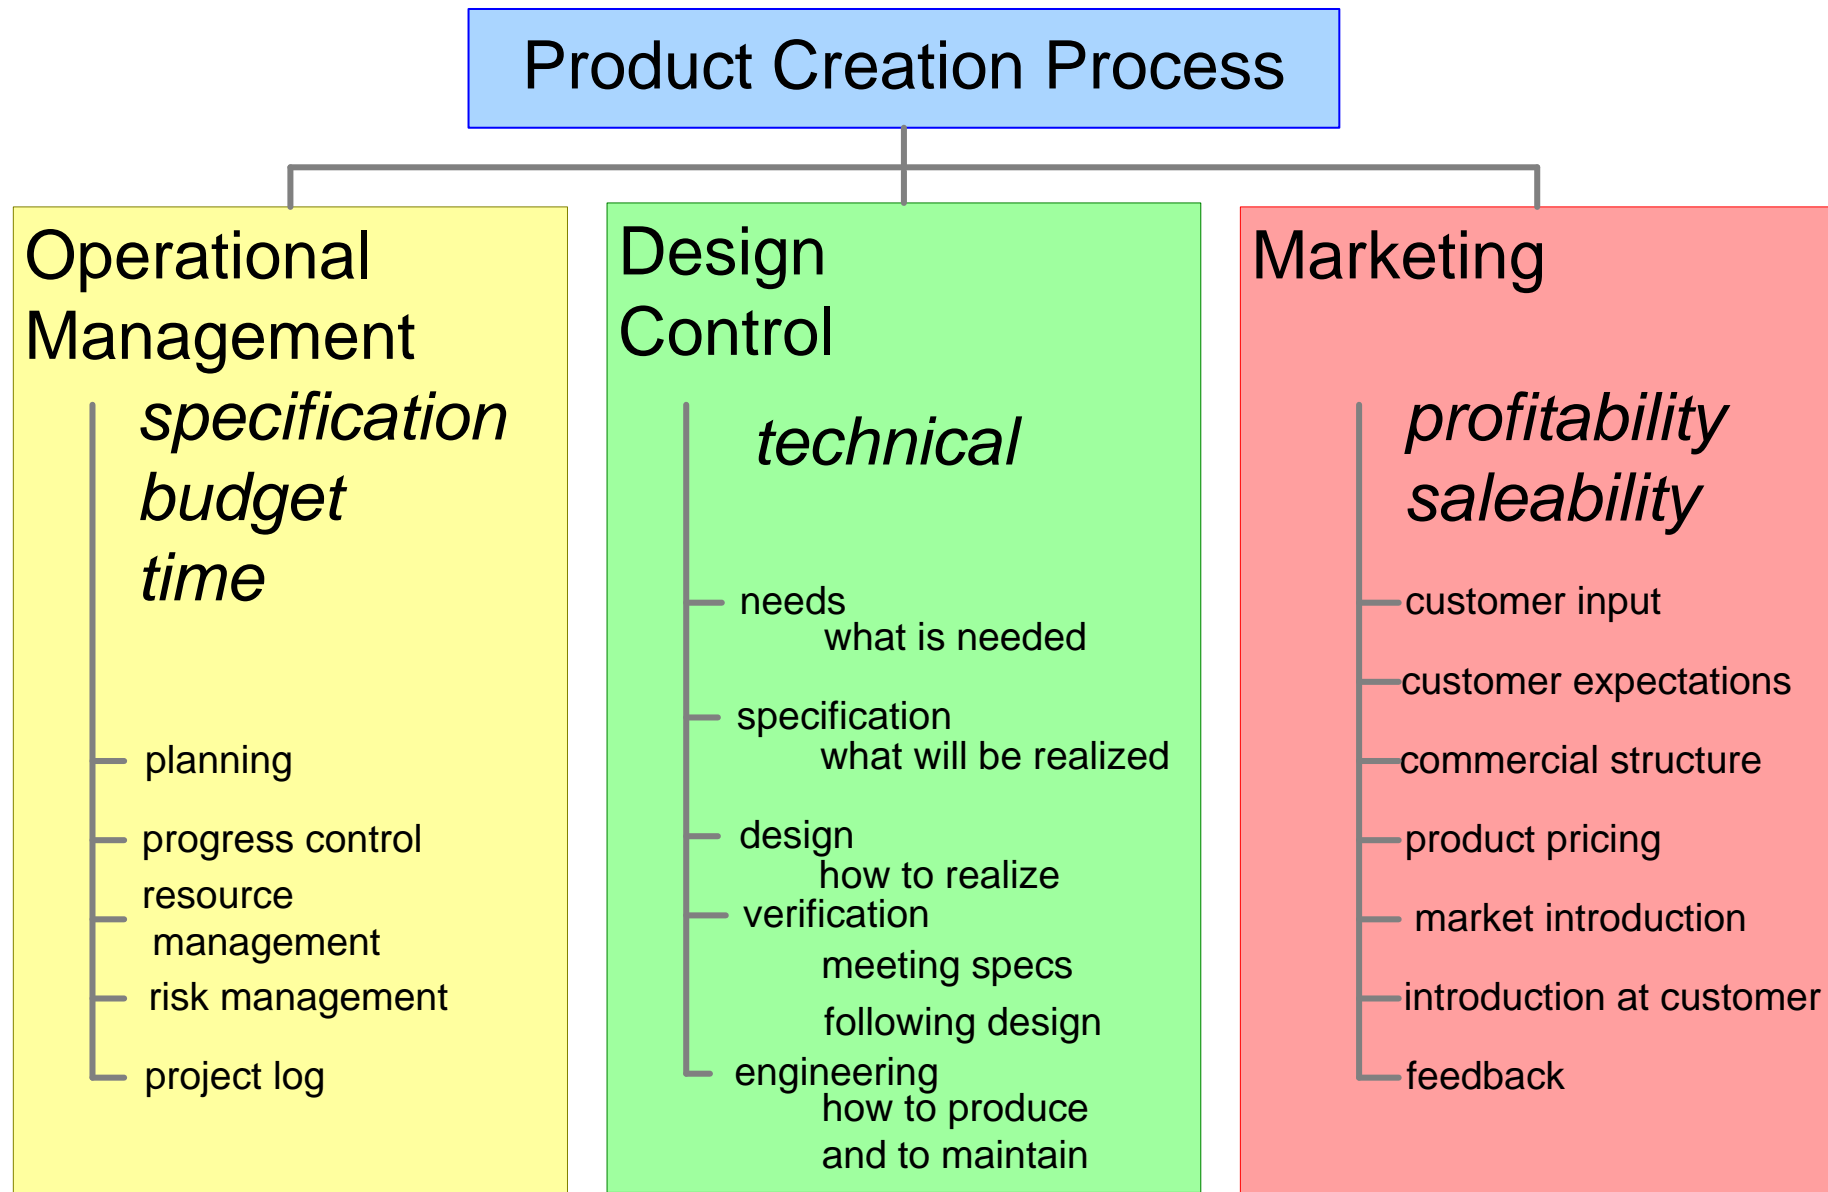 Product Creation Process
Operational
Management
specification
budget
time
planning
progress control
resource
management
risk management
project log
Design
Control
technical
needs
what is needed
specification
what will be realized
design
how to realize
verification
meeting specs
following design
engineering
how to produce
and to maintain
Marketing
profitability
saleability
customer input
customer expectations
commercial structure
product pricing
market introduction
introduction at customer
feedback